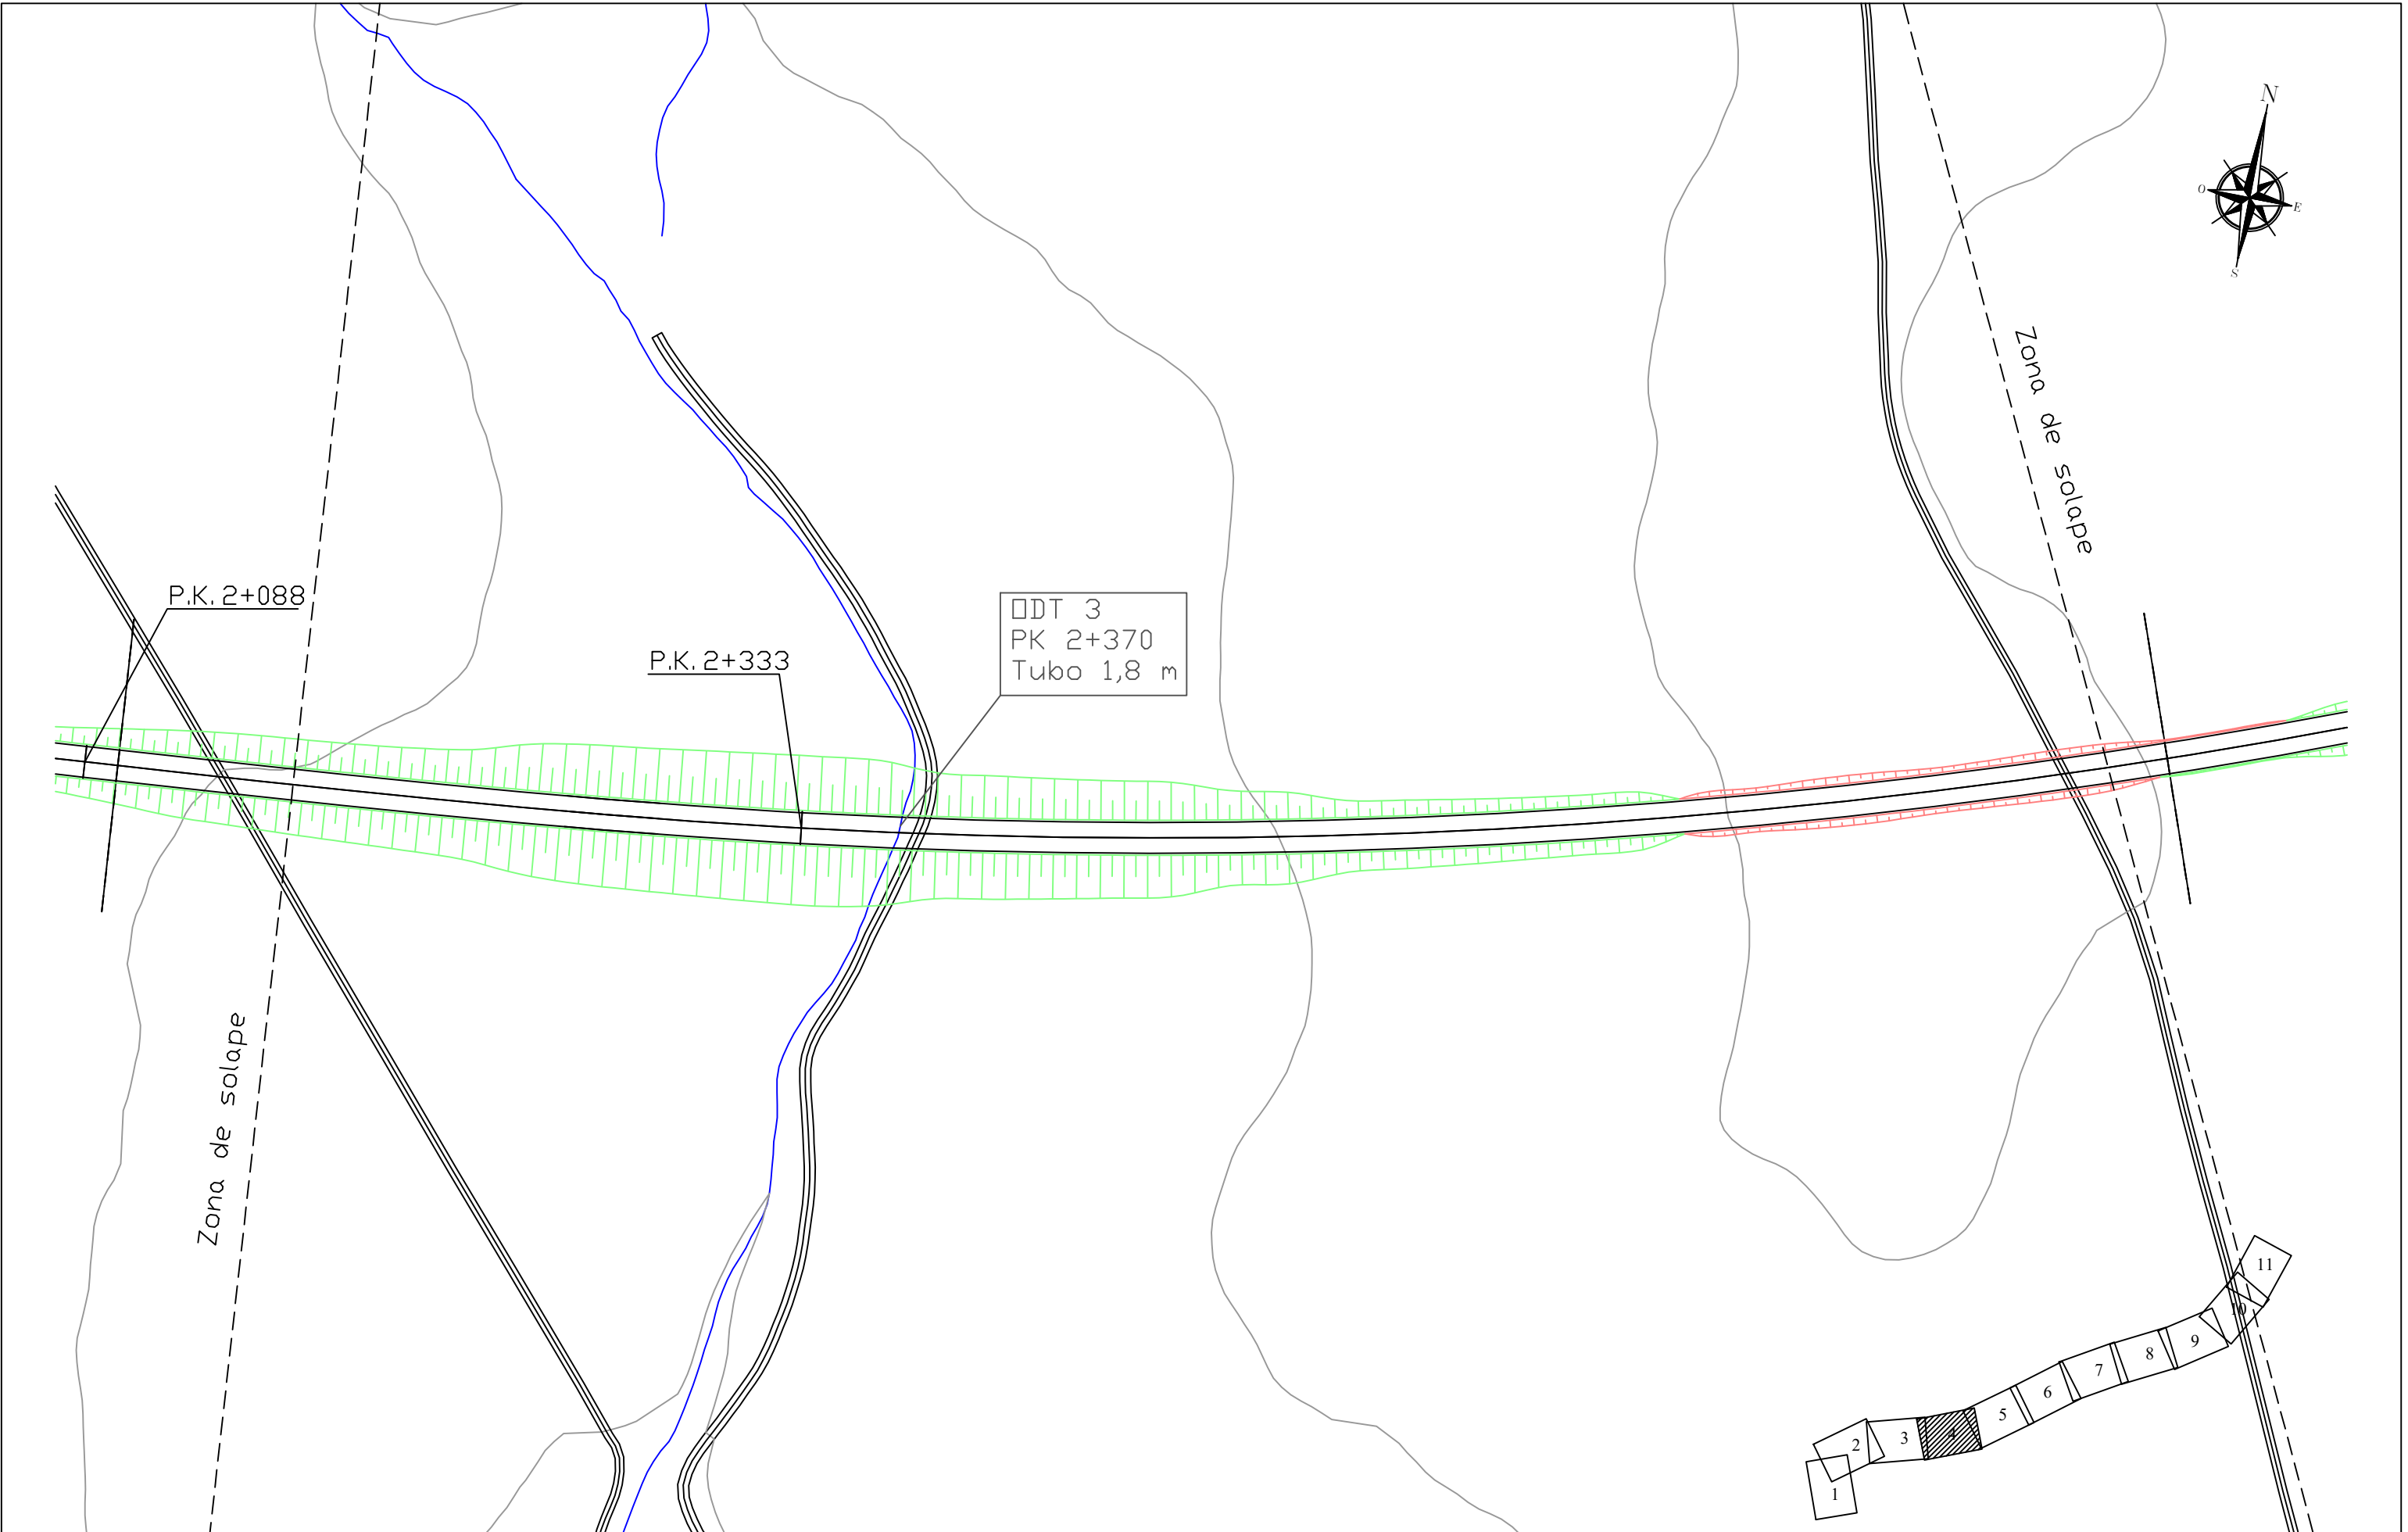 N
O
E
S
Zona de solape
P.K. 2+088
ODT 3
PK 2+370
Tubo 1,8 m
P.K. 2+333
Zona de solape
11
10
9
8
7
6
5
4
3
2
1